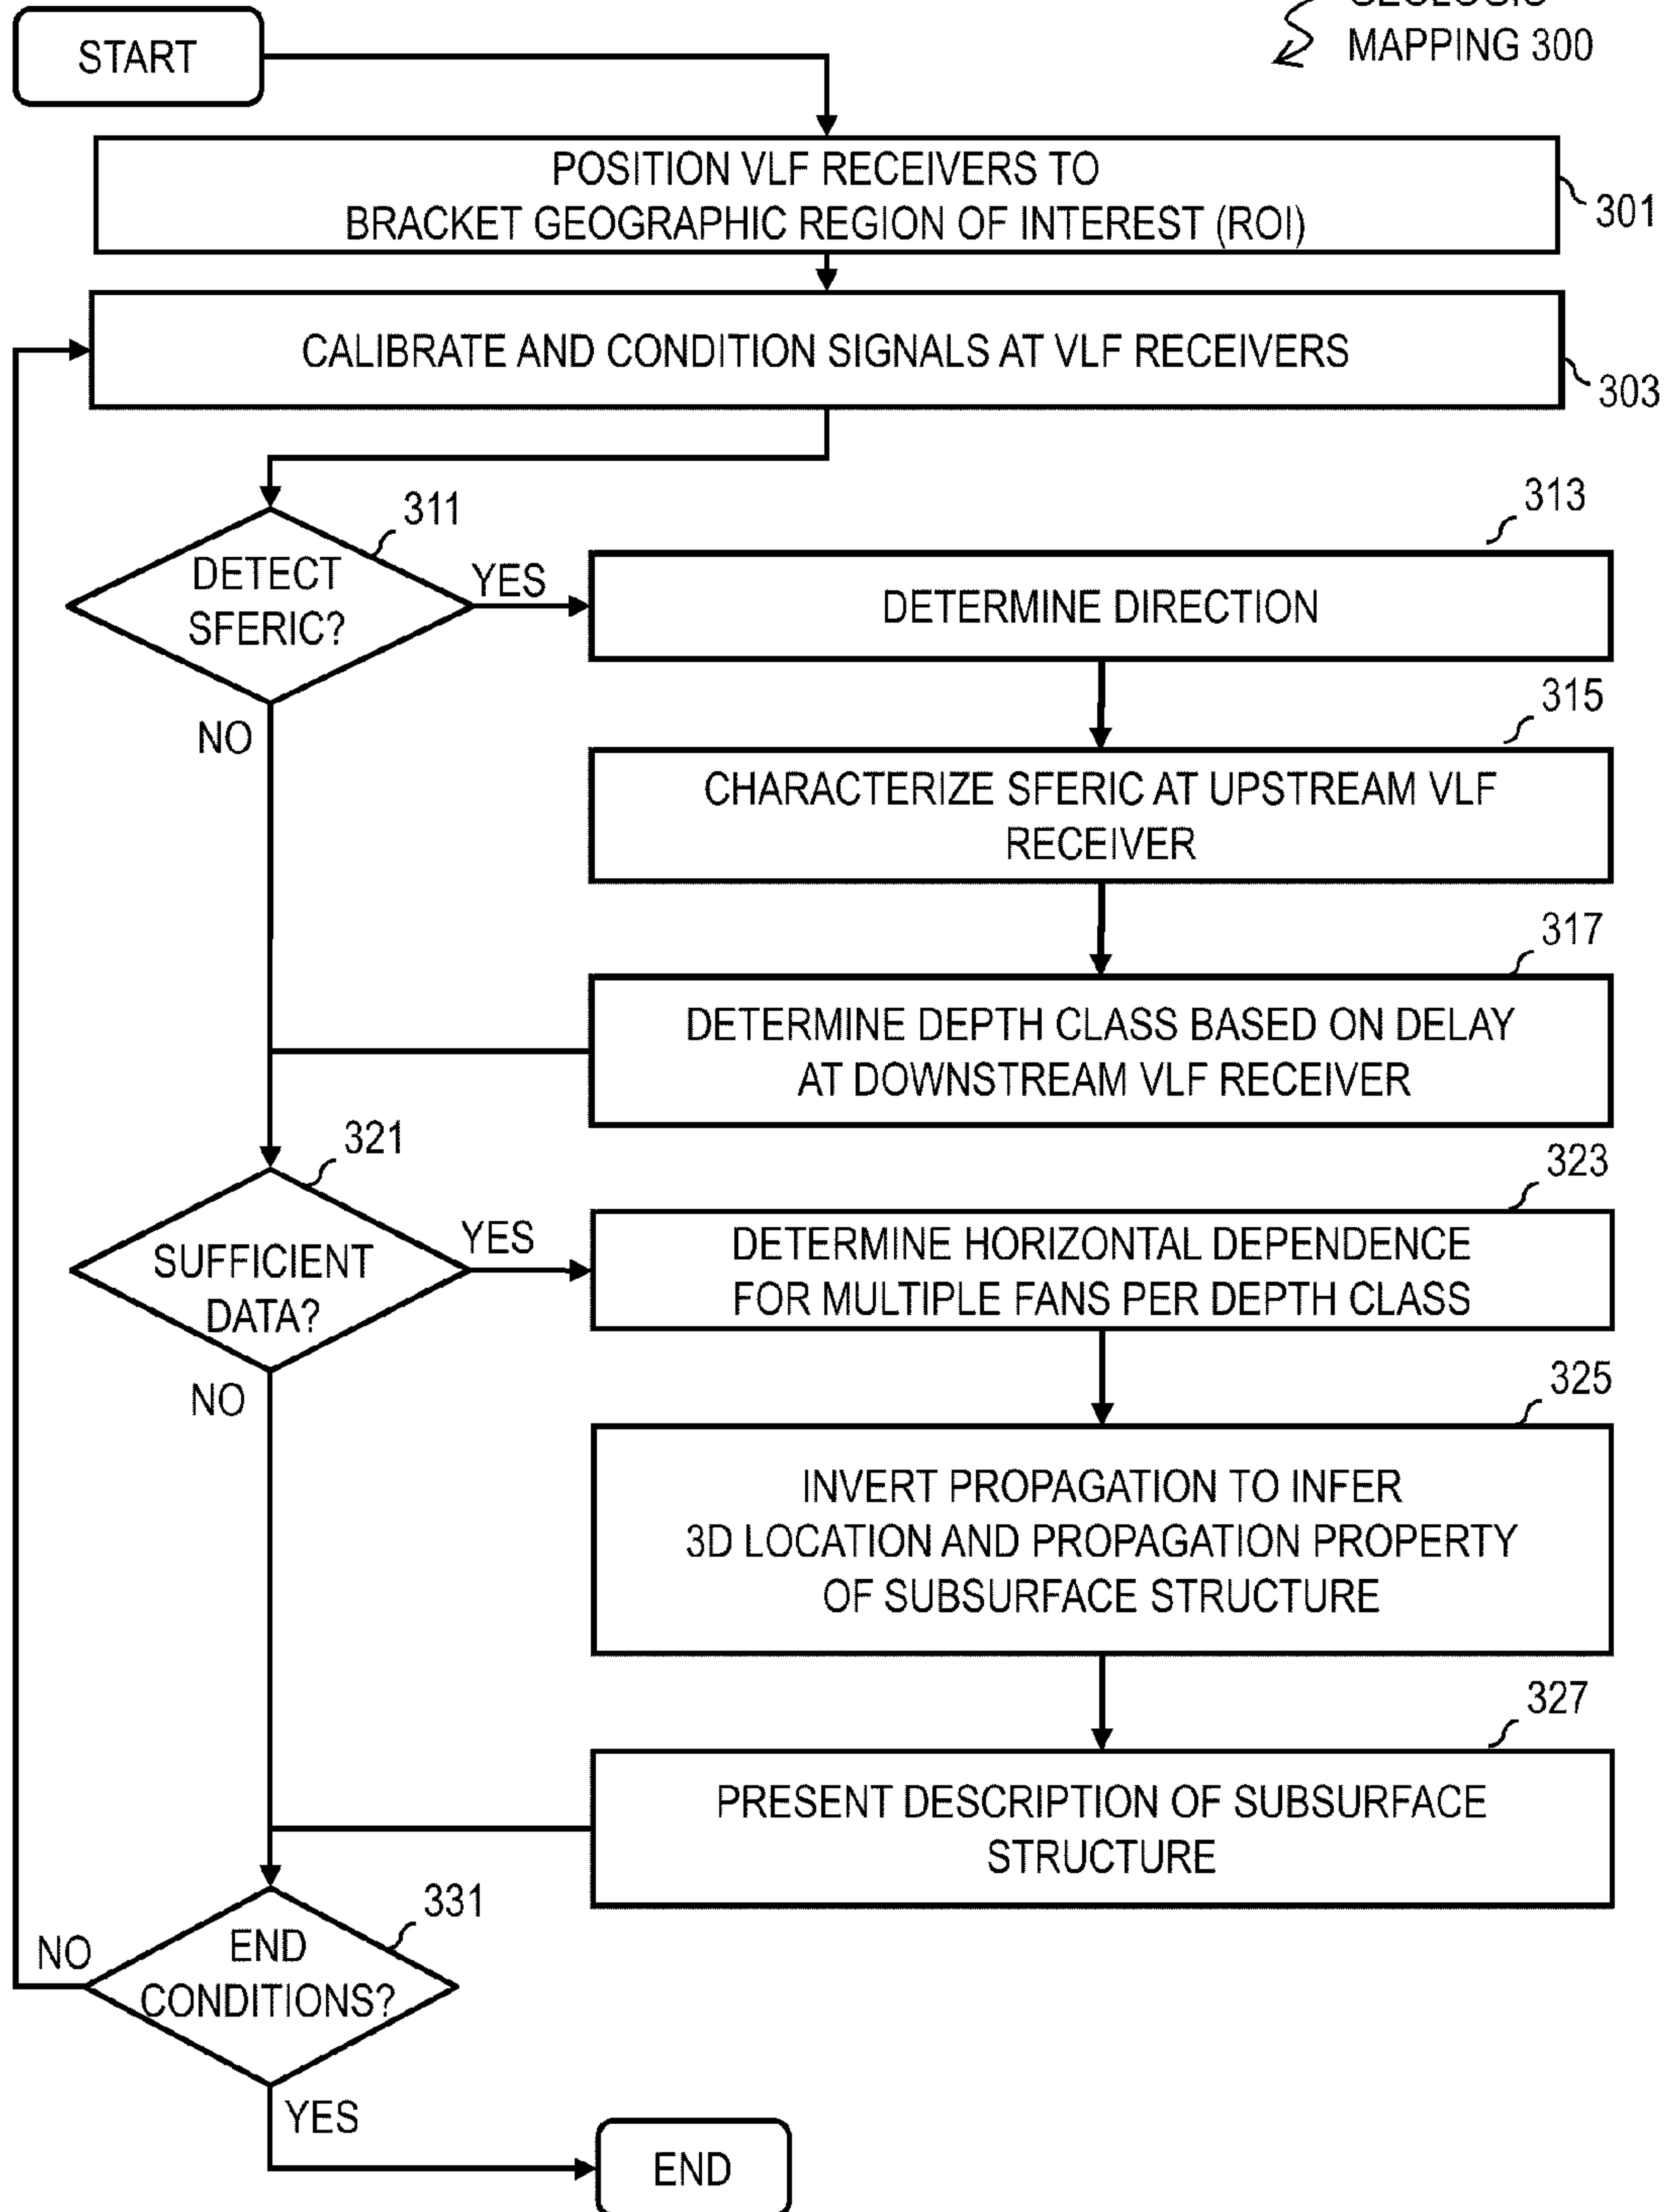 GEOLOGIC
MAPPING 300
START
POSITION VLF RECEIVERS TO
BRACKET GEOGRAPHIC REGION OF INTEREST (ROI)
301
CALIBRATE AND CONDITION SIGNALS AT VLF RECEIVERS
303
311
DETECT
SFERIC?
YES
NO
313
DETERMINE DIRECTION
315
CHARACTERIZE SFERIC AT UPSTREAM VLF
RECEIVER
317
DETERMINE DEPTH CLASS BASED ON DELAY
AT DOWNSTREAM VLF RECEIVER
321
SUFFICIENT
DATA?
YES
NO
323
DETERMINE HORIZONTAL DEPENDENCE
FOR MULTIPLE FANS PER DEPTH CLASS
325
INVERT PROPAGATION TO INFER
3D LOCATION AND PROPAGATION PROPERTY
OF SUBSURFACE STRUCTURE
327
PRESENT DESCRIPTION OF SUBSURFACE
STRUCTURE
331
END
CONDITIONS?
NO
YES
END